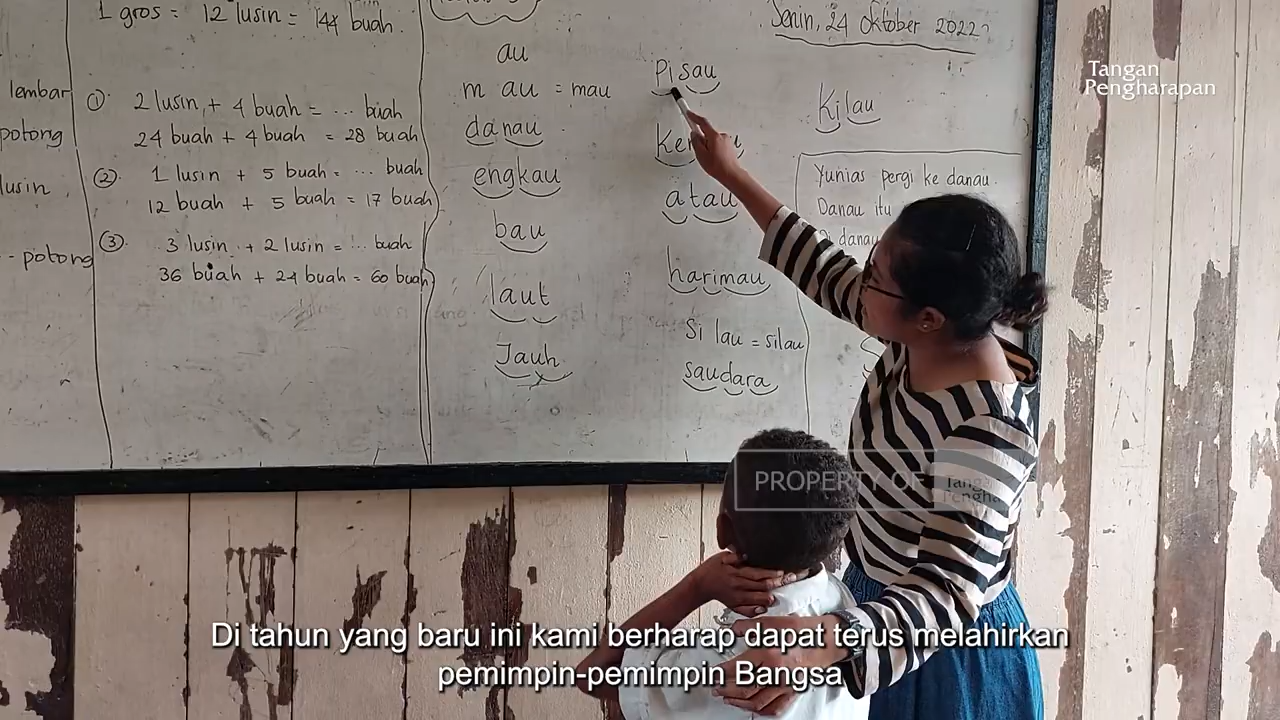 1 gros = 12 lusin = 144 buah.
lembar
potong
lusin
-- potong
① 2 lusin + 4 buah = ... buah
24 buah + 4 buah = 28 buah
②. 1 lusin + 5 buah = ... buah
12 buah + 5 buah = 17 buah
③. 3 lusin + 2 lusin = ... buah
36 buah + 24 buah = 60 buah
au
m au = mau
danau
engkau
bau
laut
Jauh
Pisau
atau
harimau
Si lau = silau
saudara
Senin, 24 Oktober 2022
Kilau
Yunias pergi ke danau.
Danau itu
danau
Tangan
Pengharapan
PROPERTY OF
Di tahun yang baru ini kami berharap dapat terus melahirkan
pemimpin-pemimpin Bangsa